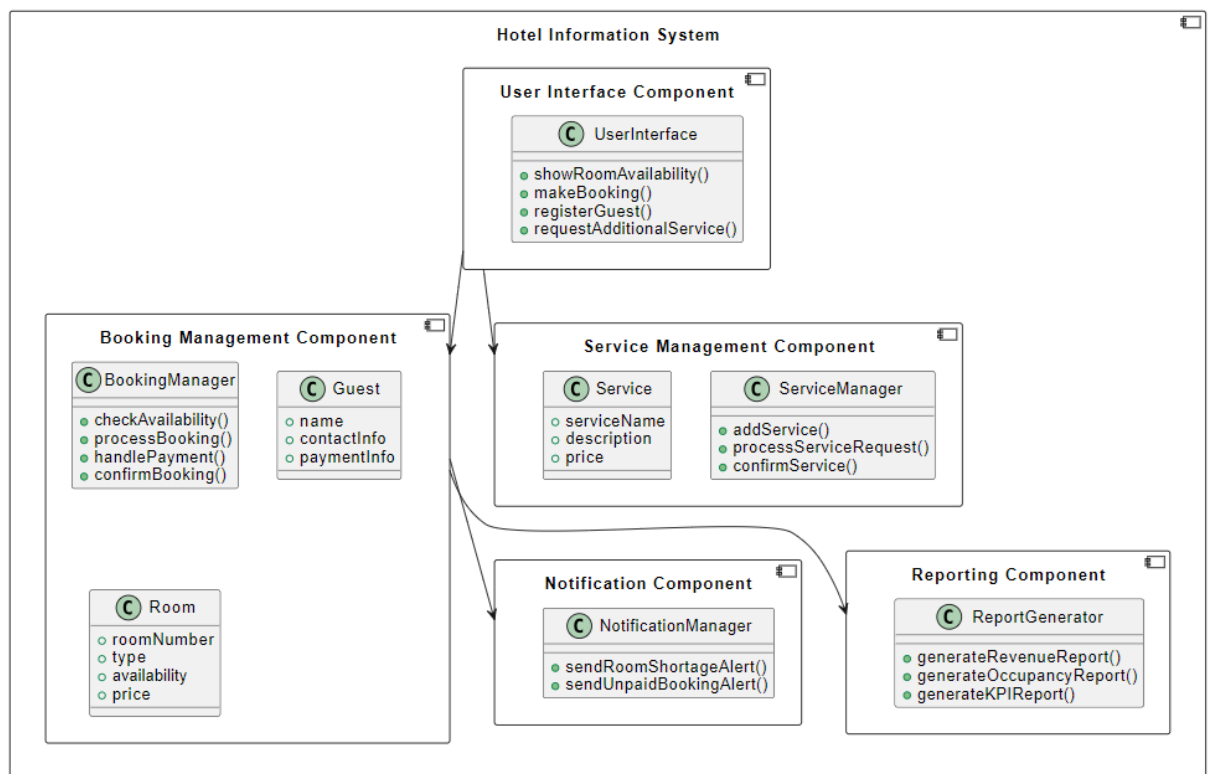 Hotel Information System
User Interface Component
C UserInterface
showRoomAvailability()
makeBooking()
registerGuest()
requestAdditionalService()
Booking Management Component
C BookingManager
checkAvailability()
processBooking()
handlePayment()
confirmBooking()
C Guest
name
contactInfo
paymentInfo
C Room
roomNumber
type
availability
price
Service Management Component
C Service
serviceName
description
price
C ServiceManager
addService()
processServiceRequest()
confirmService()
Notification Component
C NotificationManager
sendRoomShortageAlert()
sendUnpaidBookingAlert()
Reporting Component
C ReportGenerator
generateRevenueReport()
generateOccupancyReport()
generateKPIReport()